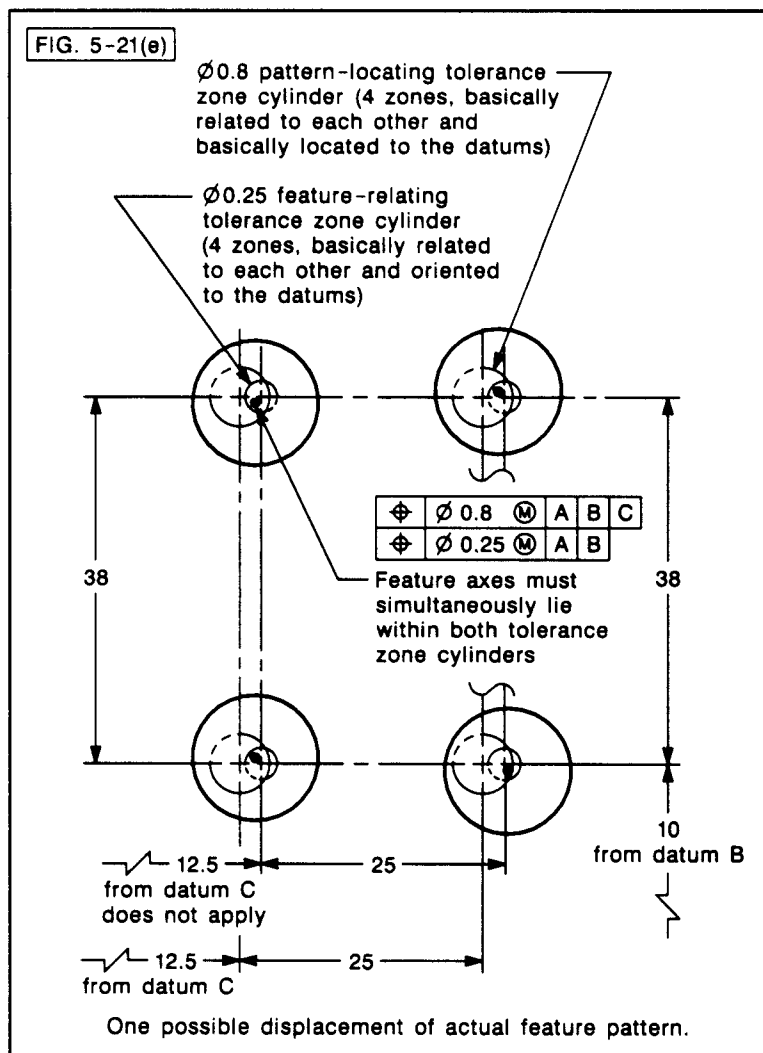 FIG. 5-21(e)
Ø0.8 pattern-locating tolerance
zone cylinder (4 zones, basically
related to each other and
basically located to the datums)
Ø0.25 feature-relating
tolerance zone cylinder
(4 zones, basically related
to each other and oriented
to the datums)
⌖ Ø 0.8 Ⓜ A B C
⌖ Ø 0.25 Ⓜ A B
38
Feature axes must
simultaneously lie
within both tolerance
zone cylinders
38
12.5
from datum C
does not apply
25
10
from datum B
12.5
from datum C
25
One possible displacement of actual feature pattern.